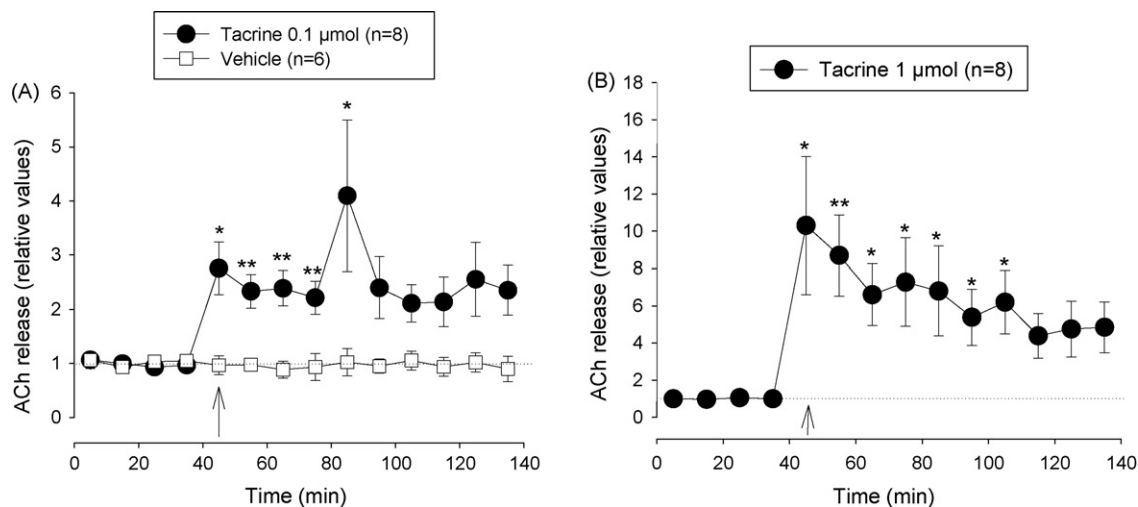 Tacrine 0.1 µmol (n=8)
Vehicle (n=6)
(A)
ACh release (relative values)
6
5
4
3
2
1
0
* ** ** ** *
0 20 40 60 80 100 120 140
Time (min)
Tacrine 1 µmol (n=8)
(B)
ACh release (relative values)
18
16
14
12
10
8
6
4
2
0
* ** * * * * *
0 20 40 60 80 100 120 140
Time (min)